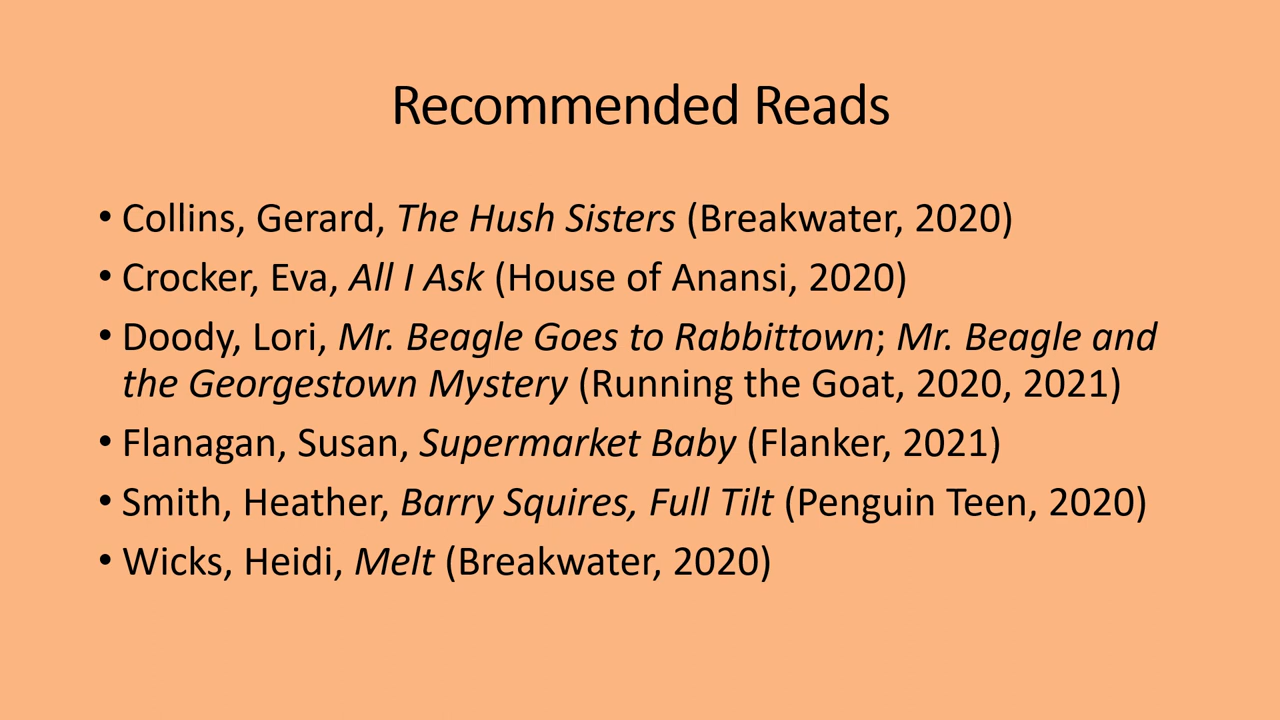 Recommended Reads
• Collins, Gerard, The Hush Sisters (Breakwater, 2020)
• Crocker, Eva, All I Ask (House of Anansi, 2020)
• Doody, Lori, Mr. Beagle Goes to Rabbittown; Mr. Beagle and
the Georgestown Mystery (Running the Goat, 2020, 2021)
• Flanagan, Susan, Supermarket Baby (Flanker, 2021)
• Smith, Heather, Barry Squires, Full Tilt (Penguin Teen, 2020)
• Wicks, Heidi, Melt (Breakwater, 2020)